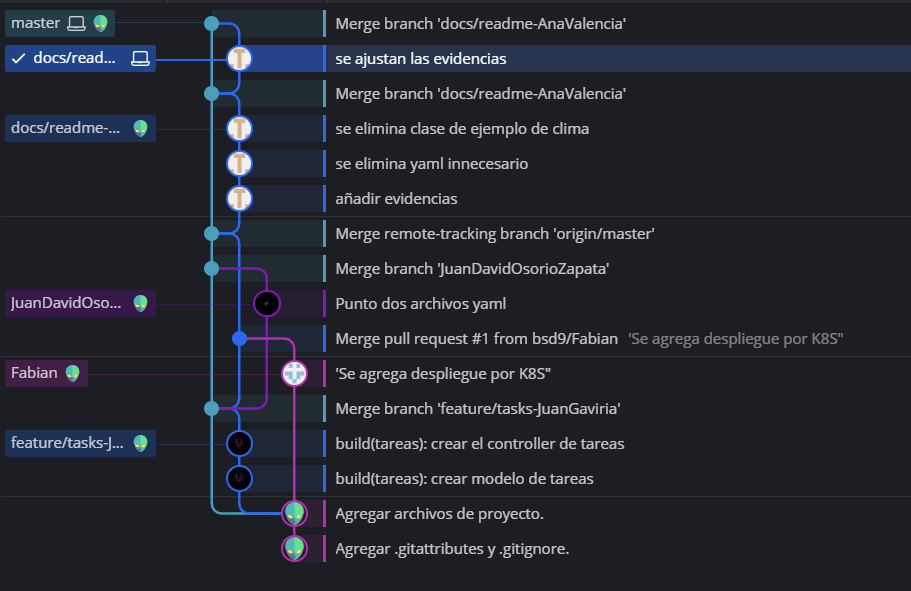 master Merge branch 'docs/readme-AnaValencia'
docs/read... se ajustan las evidencias
Merge branch 'docs/readme-AnaValencia'
docs/readme-... se elimina clase de ejemplo de clima
se elimina yaml innecesario
añadir evidencias
Merge remote-tracking branch 'origin/master'
Merge branch 'JuanDavidOsorioZapata'
JuanDavidOso... Punto dos archivos yaml
Merge pull request #1 from bsd9/Fabian 'Se agrega despliegue por K8S"
Fabian 'Se agrega despliegue por K8S"
Merge branch 'feature/tasks-JuanGaviria'
feature/tasks-J... build(tareas): crear el controller de tareas
build(tareas): crear modelo de tareas
Agregar archivos de proyecto.
Agregar .gitattributes y .gitignore.